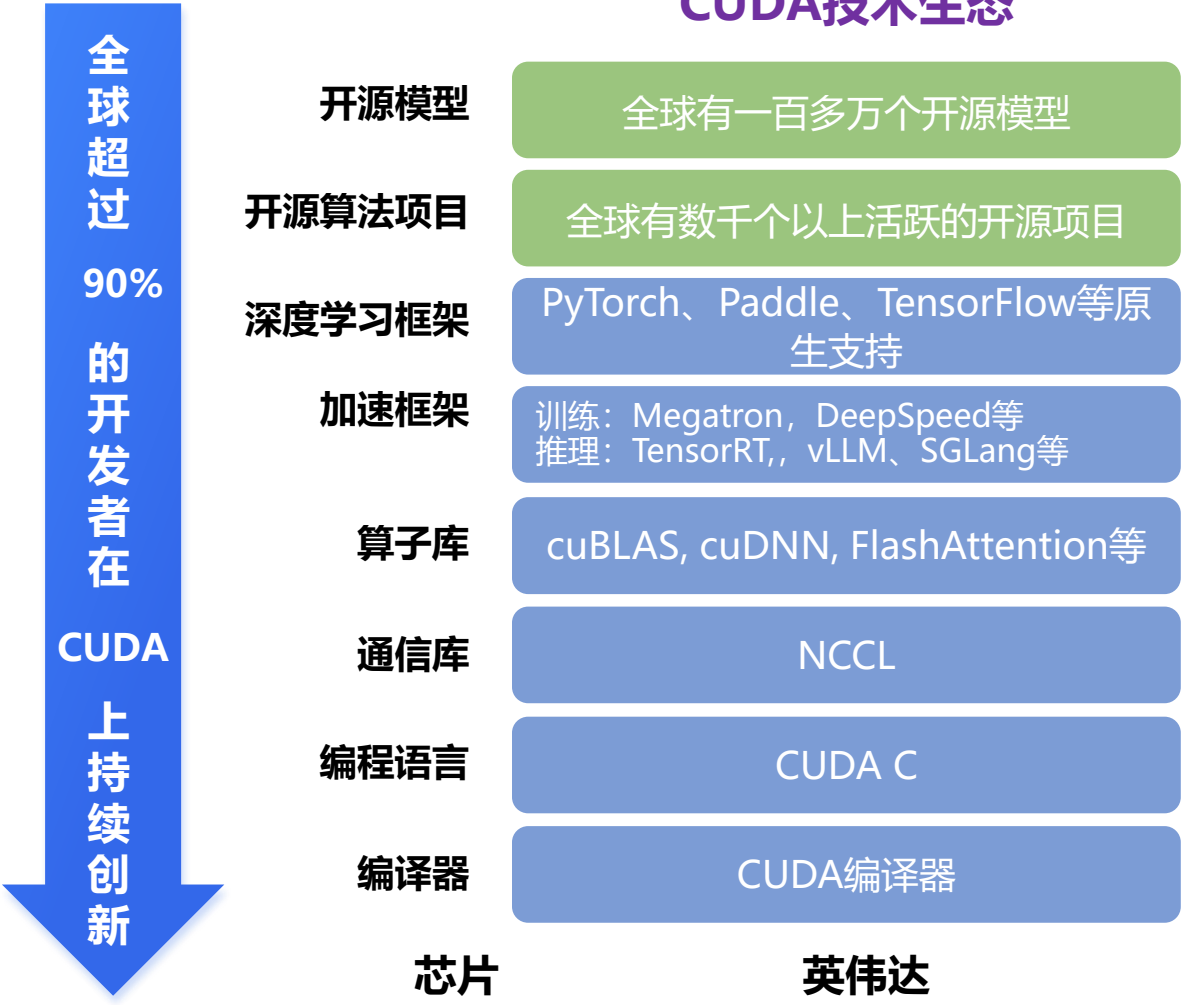 CUDA技术生态
全球超过
90%
的开发者在
CUDA
上持续创新
开源模型
全球有一百多万个开源模型
开源算法项目
全球有数千个以上活跃的开源项目
深度学习框架
PyTorch、Paddle、TensorFlow等原
生支持
加速框架
训练：Megatron，DeepSpeed等
推理：TensorRT,，vLLM、SGLang等
算子库
cuBLAS, cuDNN, FlashAttention等
通信库
NCCL
编程语言
CUDA C
编译器
CUDA编译器
芯片
英伟达